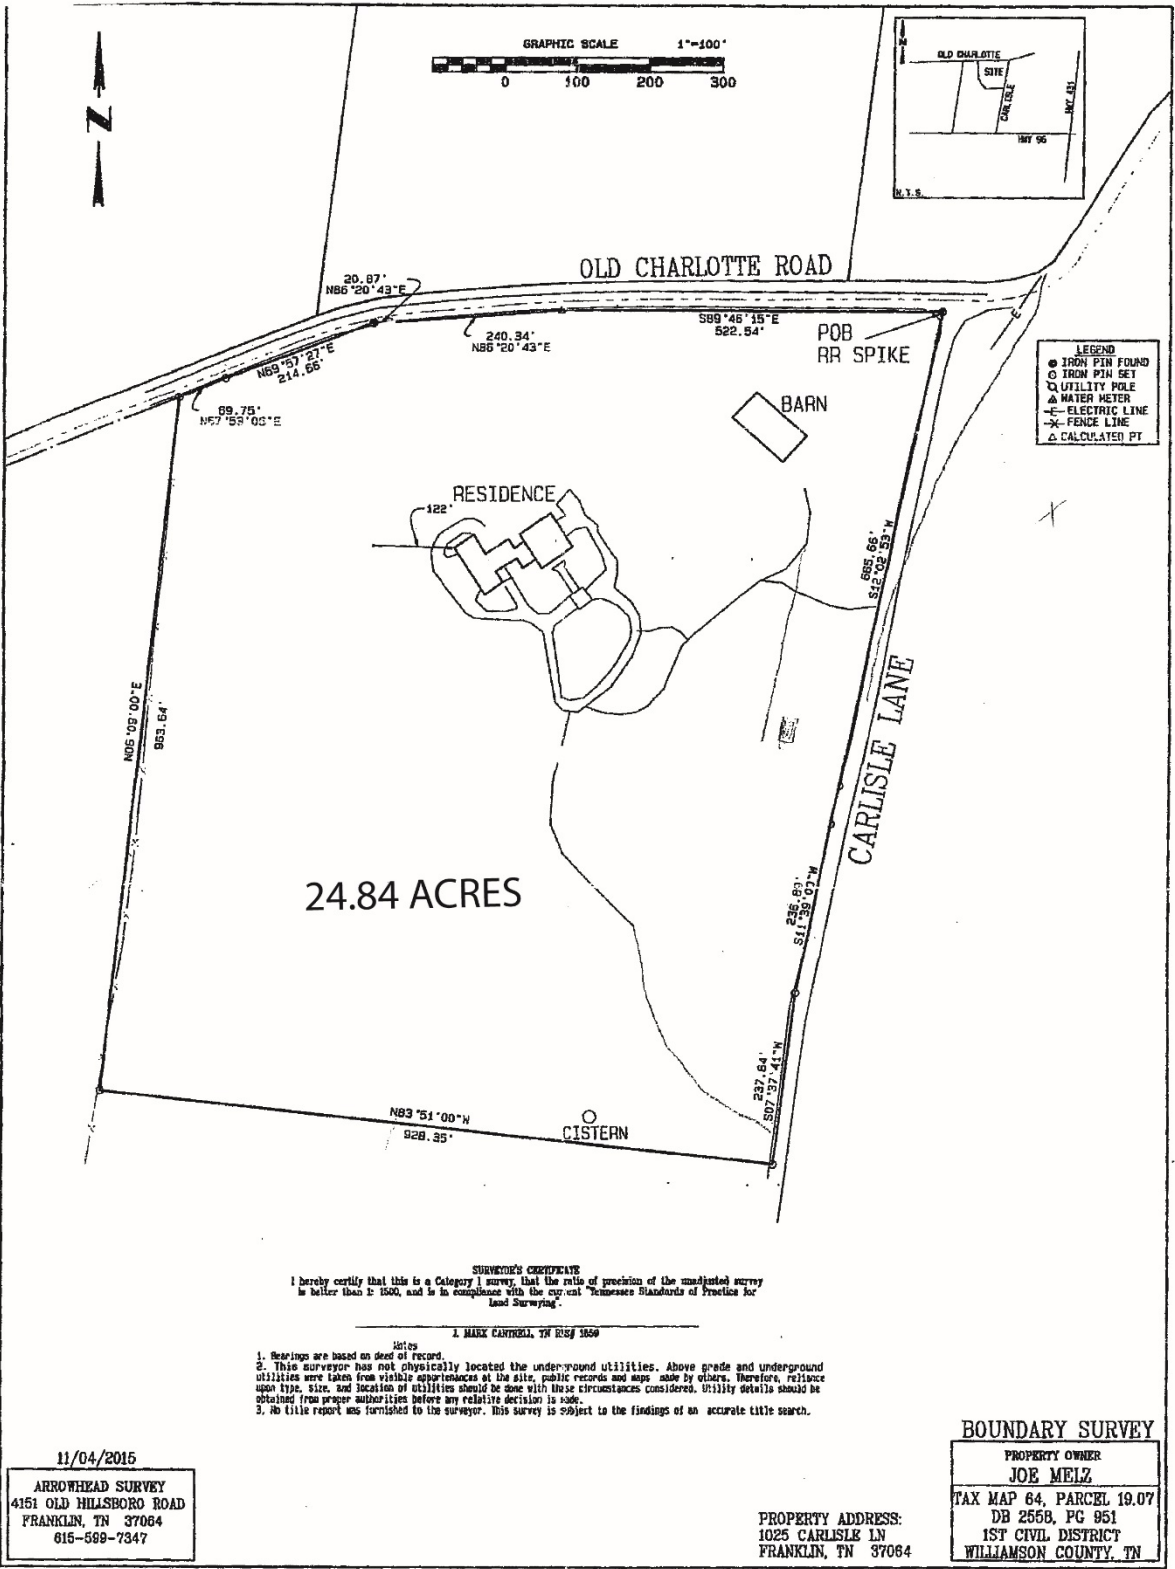 GRAPHIC SCALE 1"=100'
0 100 200 300
N
OLD CHARLOTTE
SITE
CARLISLE
HWY 431
HWY 96
N.T.S.
OLD CHARLOTTE ROAD
20.87'
N86°20'43"E
240.34'
N86°20'43"E
S89°46'15"E
522.54'
POB
RR SPIKE
N69°57'27"E
214.66'
69.75'
N67°59'06"E
LEGEND
IRON PIN FOUND
IRON PIN SET
UTILITY POLE
WATER METER
E ELECTRIC LINE
X FENCE LINE
CALCULATED PT
BARN
RESIDENCE
122'
665.66'
S12°02'53"W
N06°09'00"E
963.64'
CARLISLE LANE
24.84 ACRES
236.89'
S11°39'07"W
237.64'
S07°37'41"W
N83°51'00"W
928.35'
CISTERN
SURVEYOR'S CERTIFICATE
I hereby certify that this is a Category 1 survey, that the ratio of precision of the unadjusted survey
is better than 1: 1500, and is in compliance with the current "Tennessee Standards of Practice for
Land Surveying".
J. MARK CANTRELL, TN
Notes
1. Bearings are based on deed of record.
2. This surveyor has not physically located the underground utilities. Above grade and underground
utilities were taken from visible appurtenances at the site, public records and maps made by others. Therefore, reliance
upon type, size, and location of utilities should be done with these circumstances considered. Utility details should be
obtained from proper authorities before any relative decision is made.
3. No title report was furnished to the surveyor. This survey is subject to the findings of an accurate title search.
11/04/2015
ARROWHEAD SURVEY
4151 OLD HILLSBORO ROAD
FRANKLIN, TN 37064
615-599-7347
PROPERTY ADDRESS:
1025 CARLISLE LN
FRANKLIN, TN 37064
BOUNDARY SURVEY
PROPERTY OWNER
JOE MELZ
TAX MAP 64, PARCEL 19.07
DB 2558, PG 951
1ST CIVIL DISTRICT
WILLIAMSON COUNTY, TN